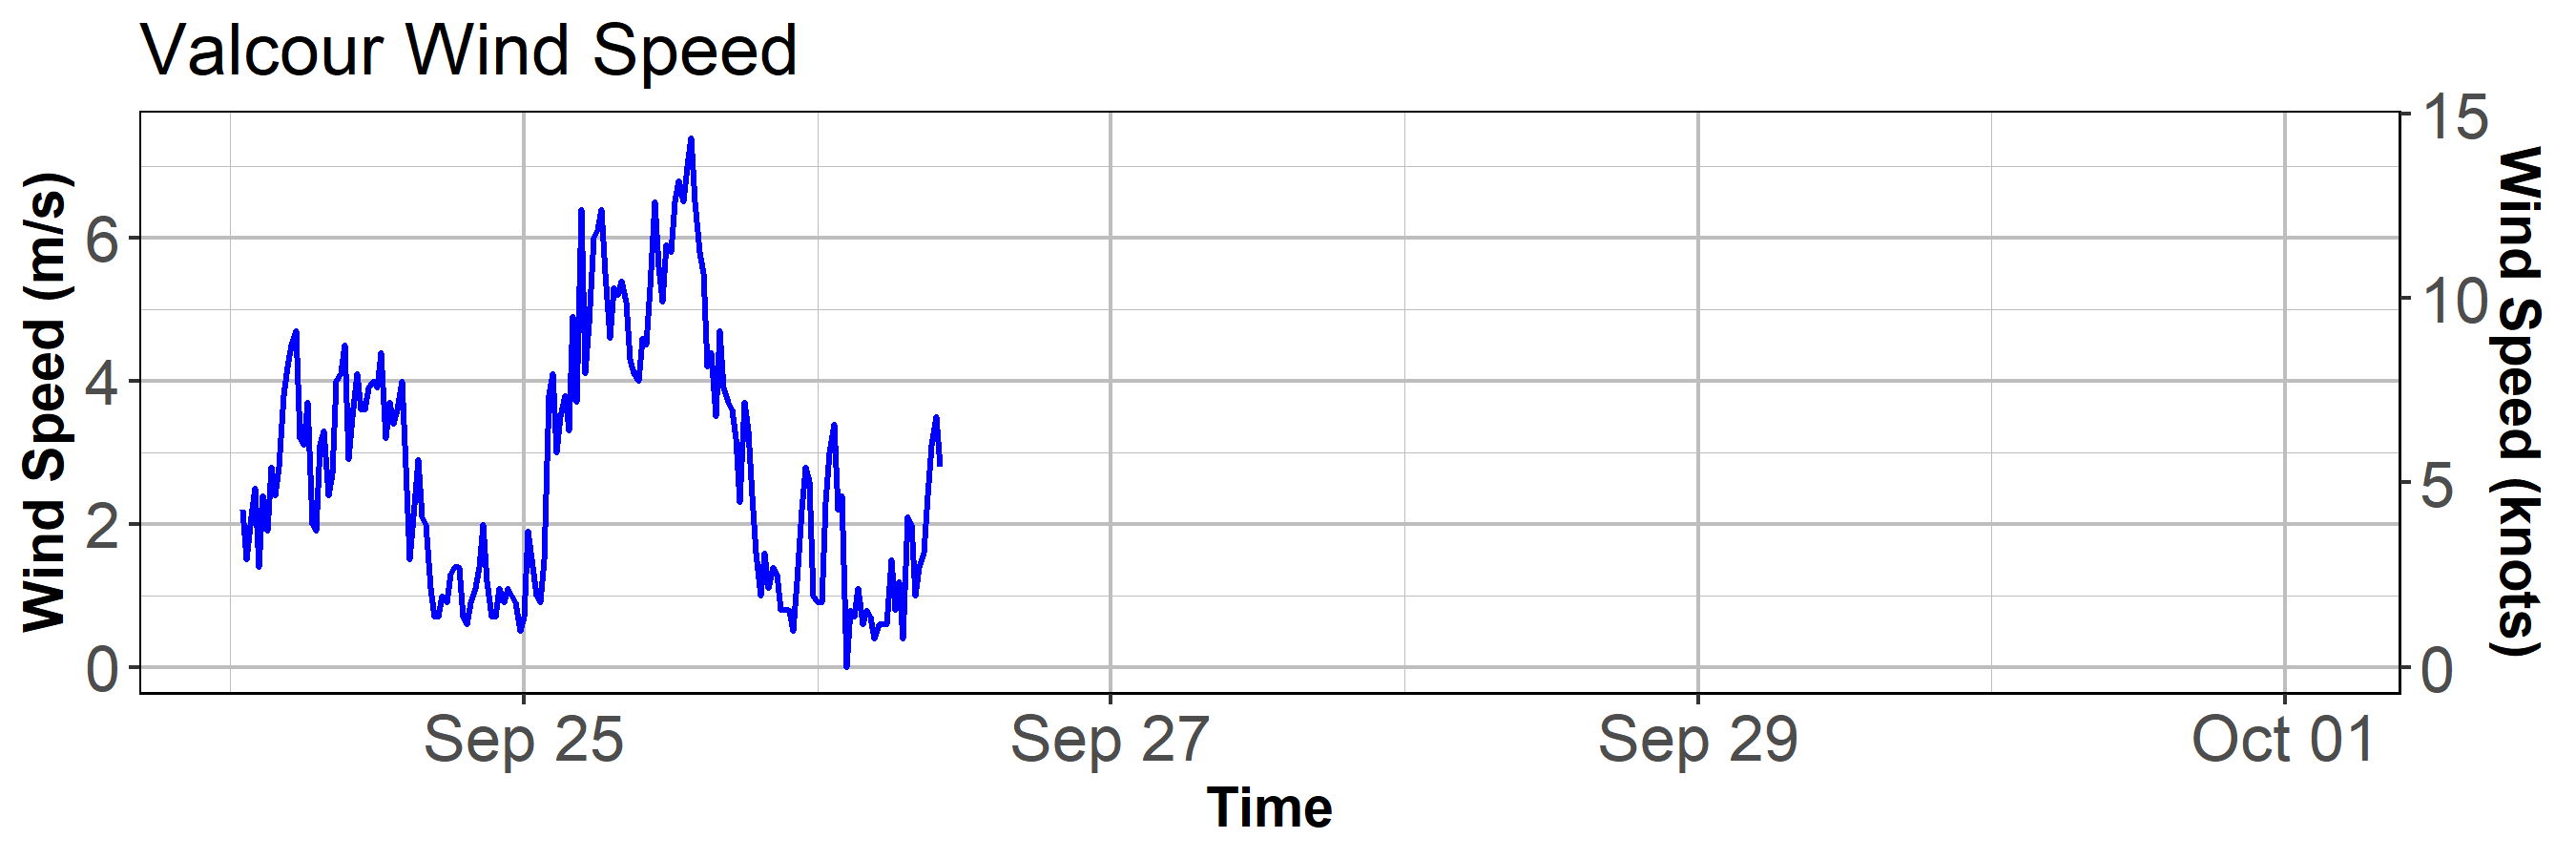 Valcour Wind Speed
Wind Speed (m/s)
6
4
2
0
15
10
5
0
Wind Speed (knots)
Sep 25 Sep 27 Sep 29 Oct 01
Time